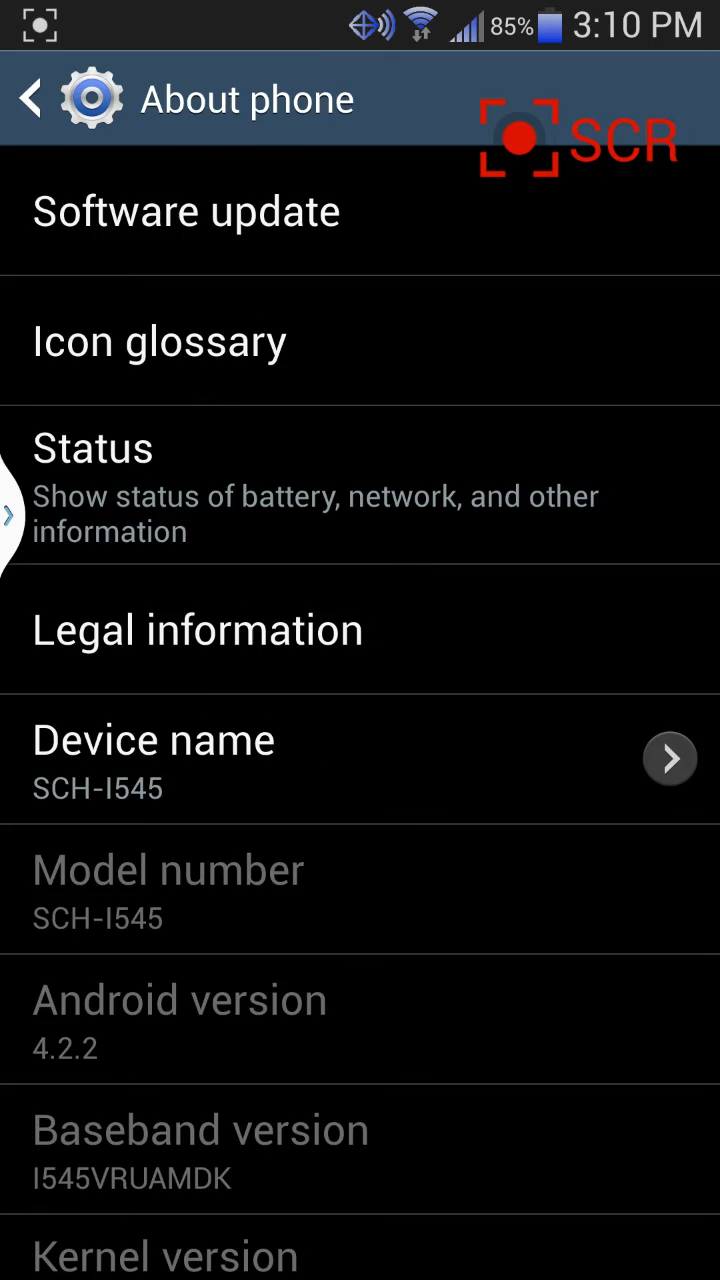 85% 3:10 PM
About phone
SCR
Software update
Icon glossary
Status
Show status of battery, network, and other
information
Legal information
Device name
SCH-I545
Model number
SCH-I545
Android version
4.2.2
Baseband version
I545VRUAMDK
Kernel version